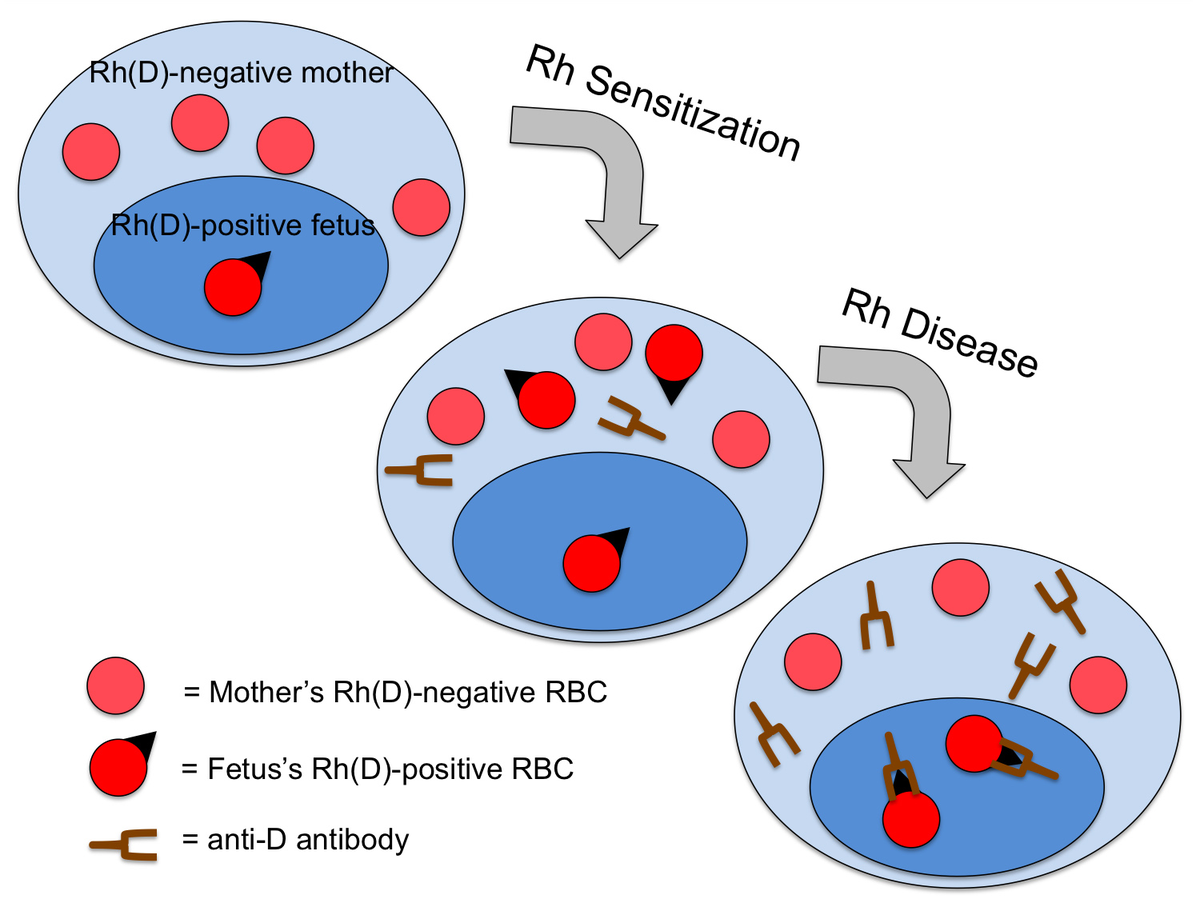 Rh(D)-negative mother
Rh(D)-positive fetus
Rh Sensitization
Rh Disease
= Mother’s Rh(D)-negative RBC
= Fetus’s Rh(D)-positive RBC
= anti-D antibody